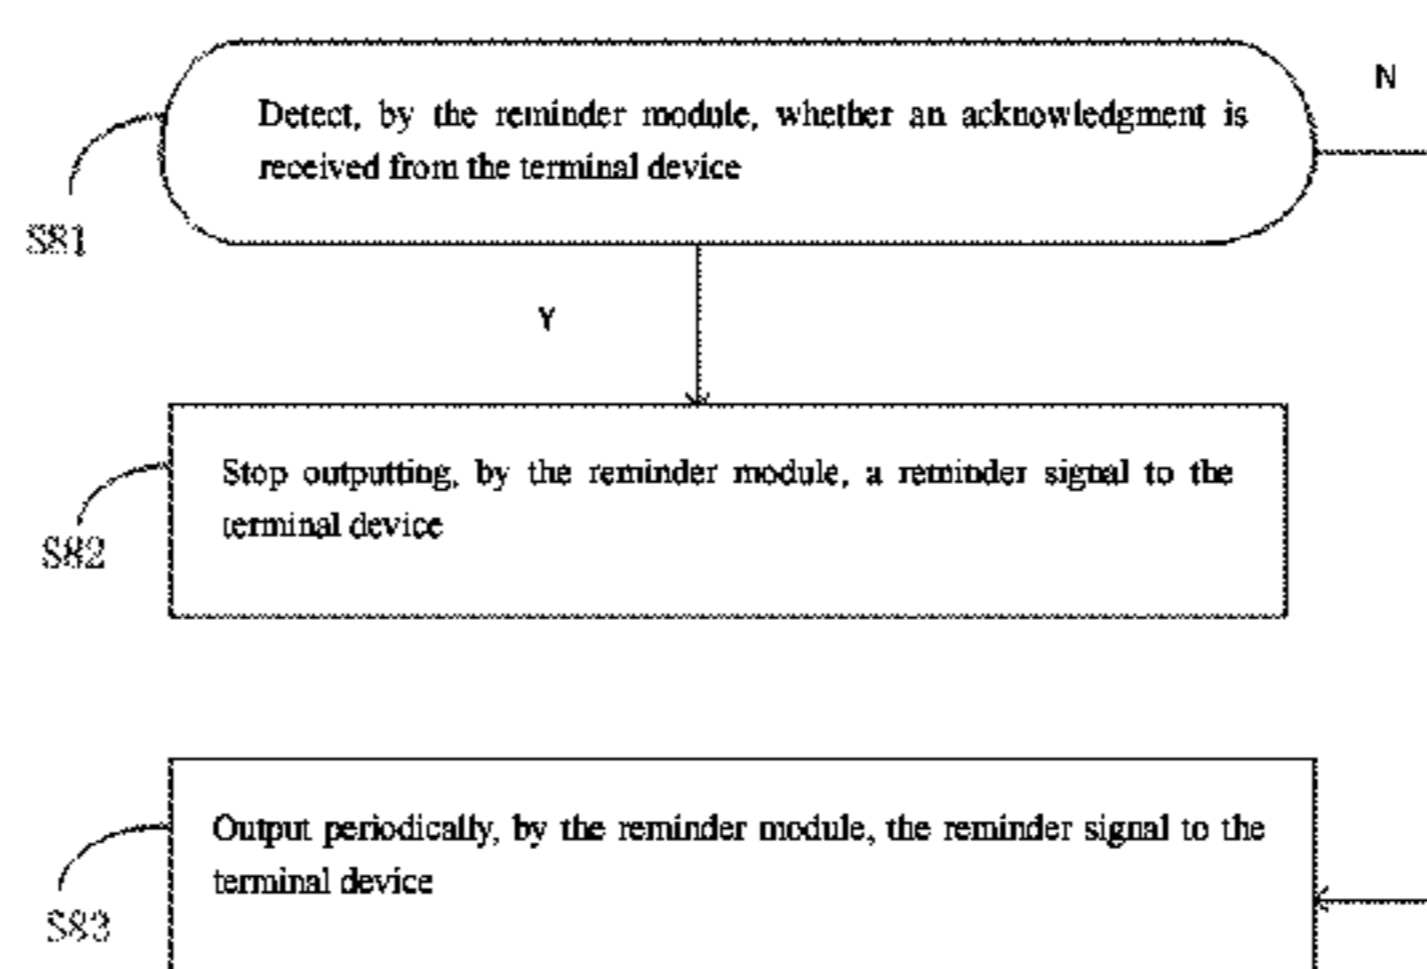 N
Detect, by the reminder module, whether an acknowledgment is
received from the terminal device
S81
Y
Stop outputting, by the reminder module, a reminder signal to the
terminal device
S82
Output periodically, by the reminder module, the reminder signal to the
terminal device
S83